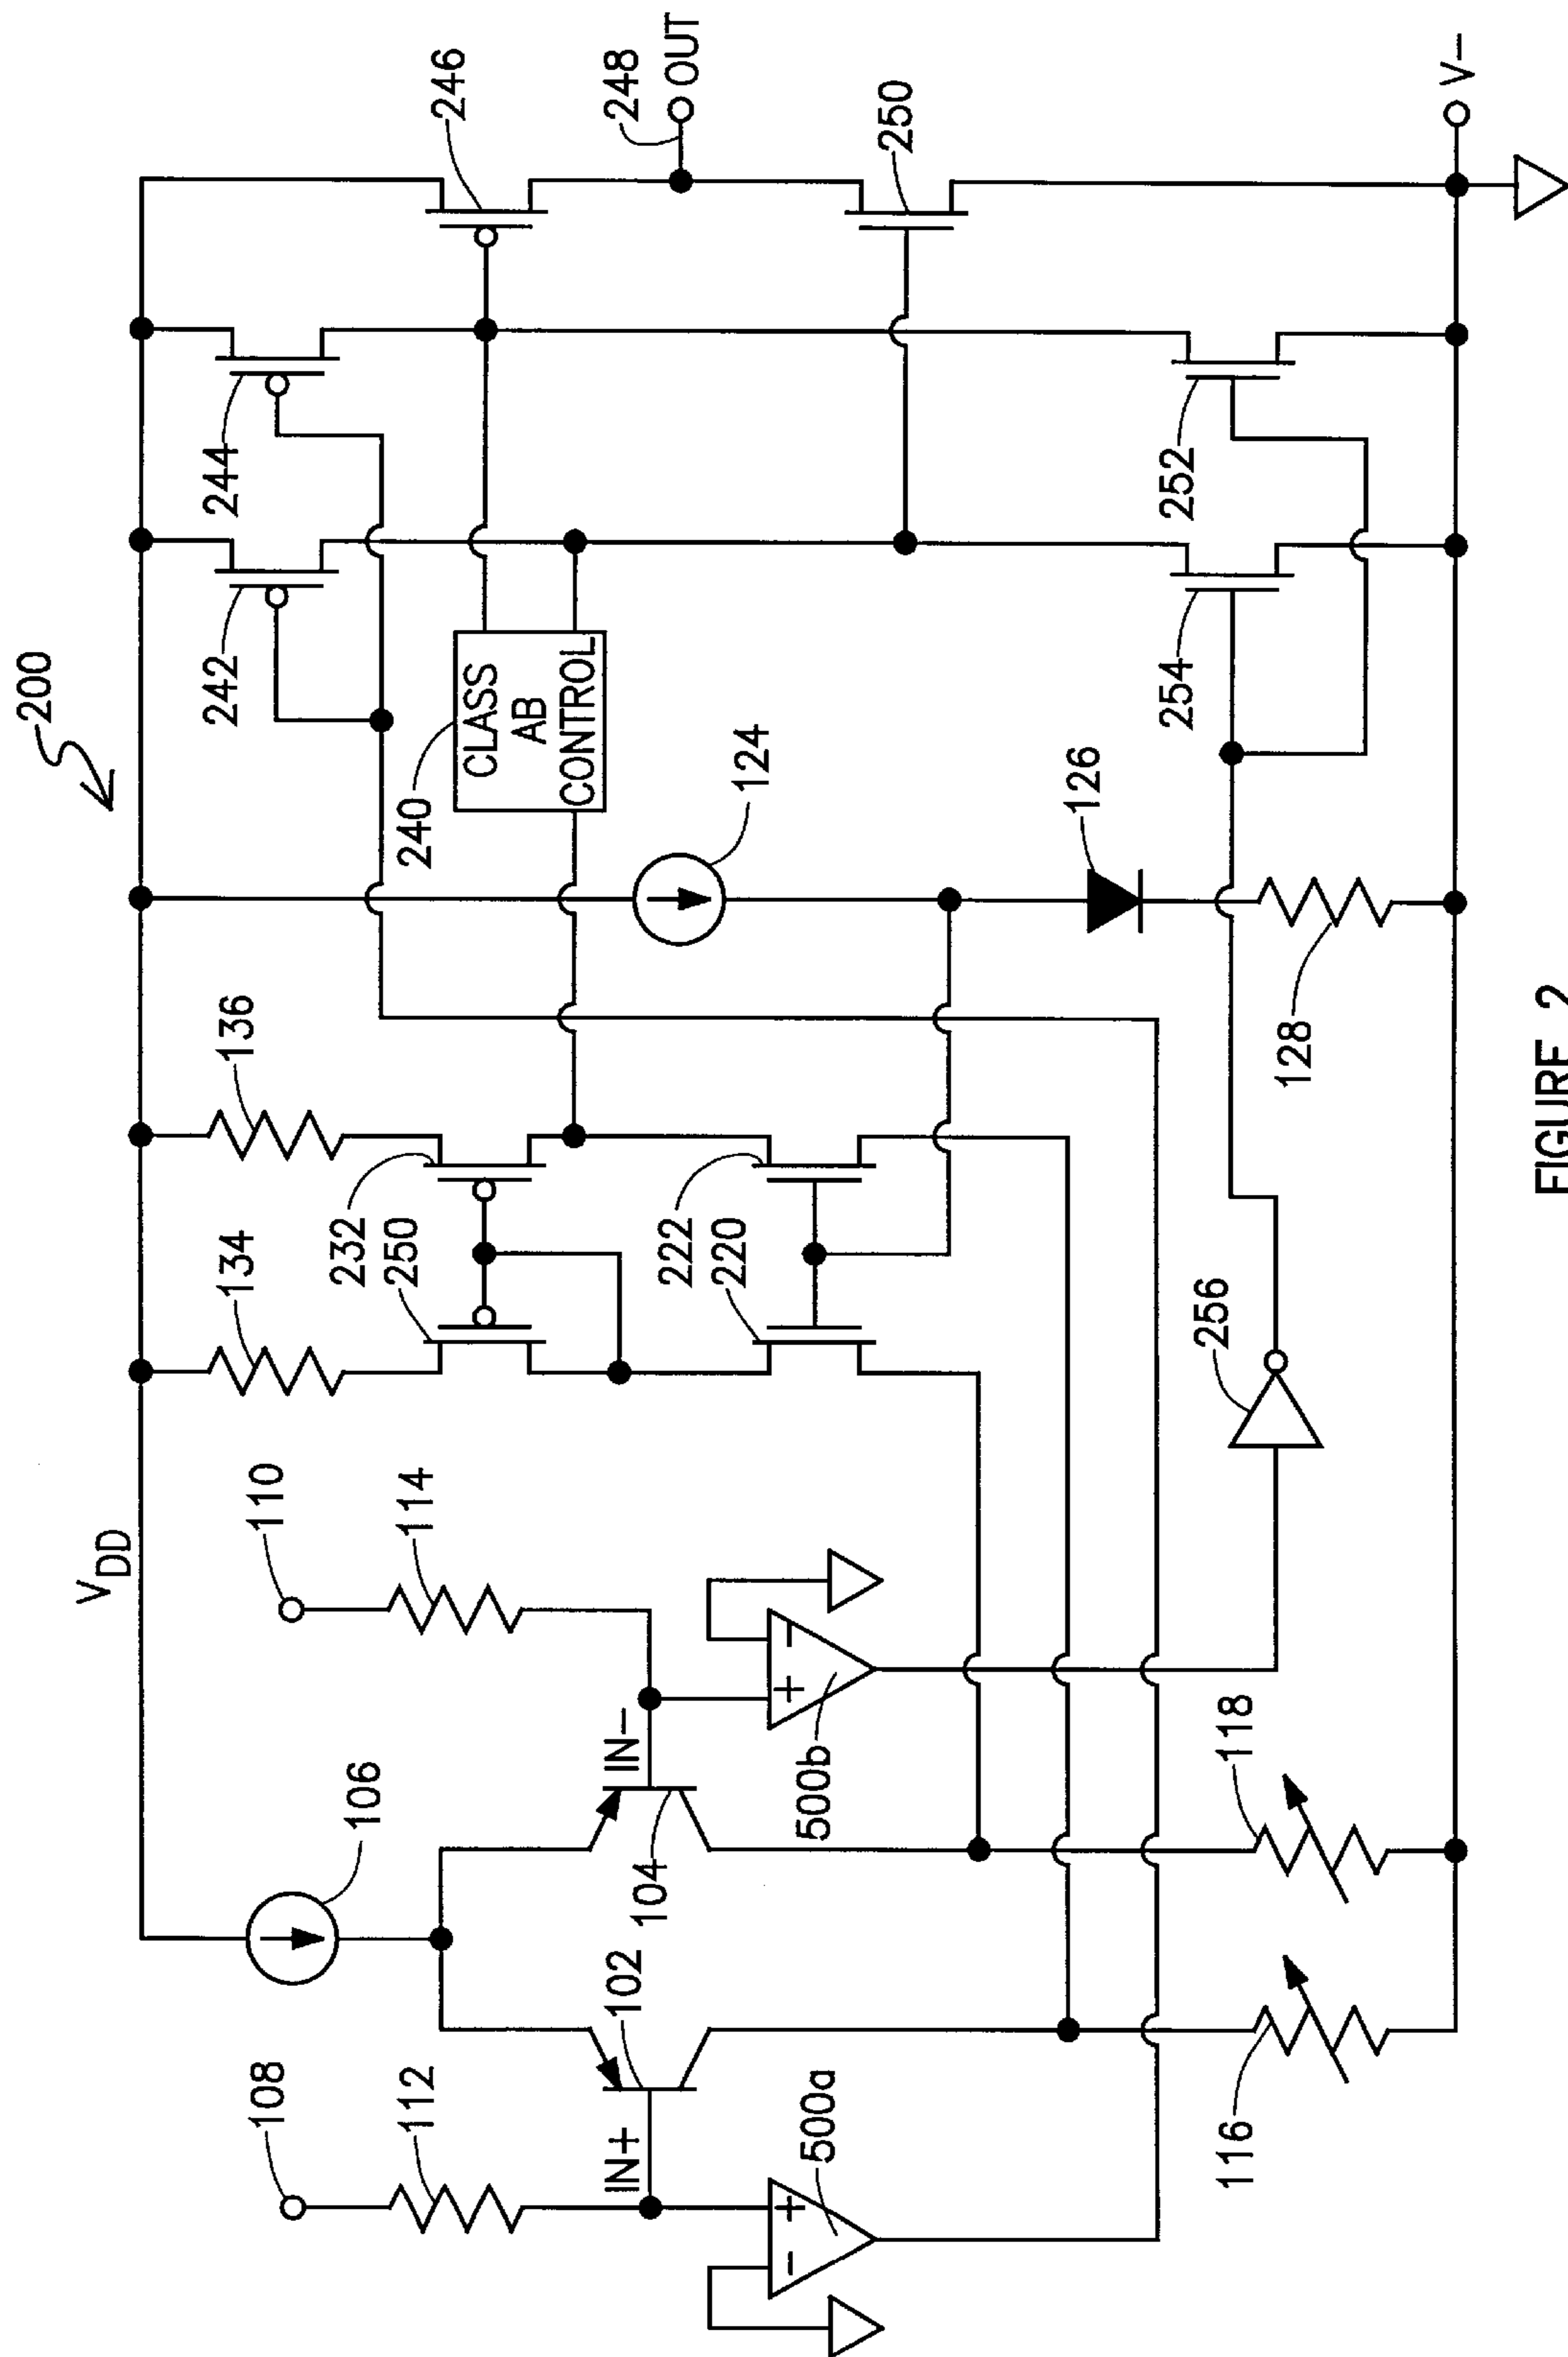 200
V_DD
108
112
IN+
102
500a
106
IN-
104
500b
110
114
116
118
134
136
232
250
222
220
256
240
CLASS
AB
CONTROL
124
126
128
242
244
254
252
246
248
OUT
250
V-
FIGURE 2